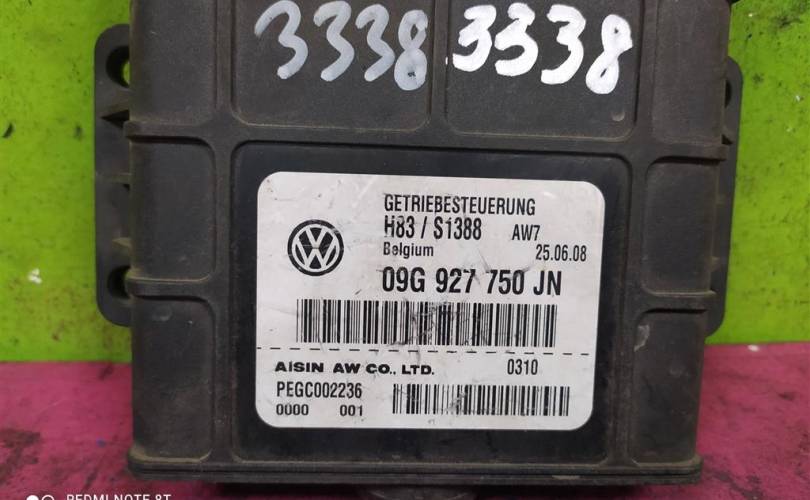 3338 3338
GETRIEBESTEUERUNG
H83 / S1388 AW7
Belgium 25.06.08
09G 927 750 JN
AISIN AW CO., LTD. 0310
PEGC002236
0000 001
REDMI NOTE 8T